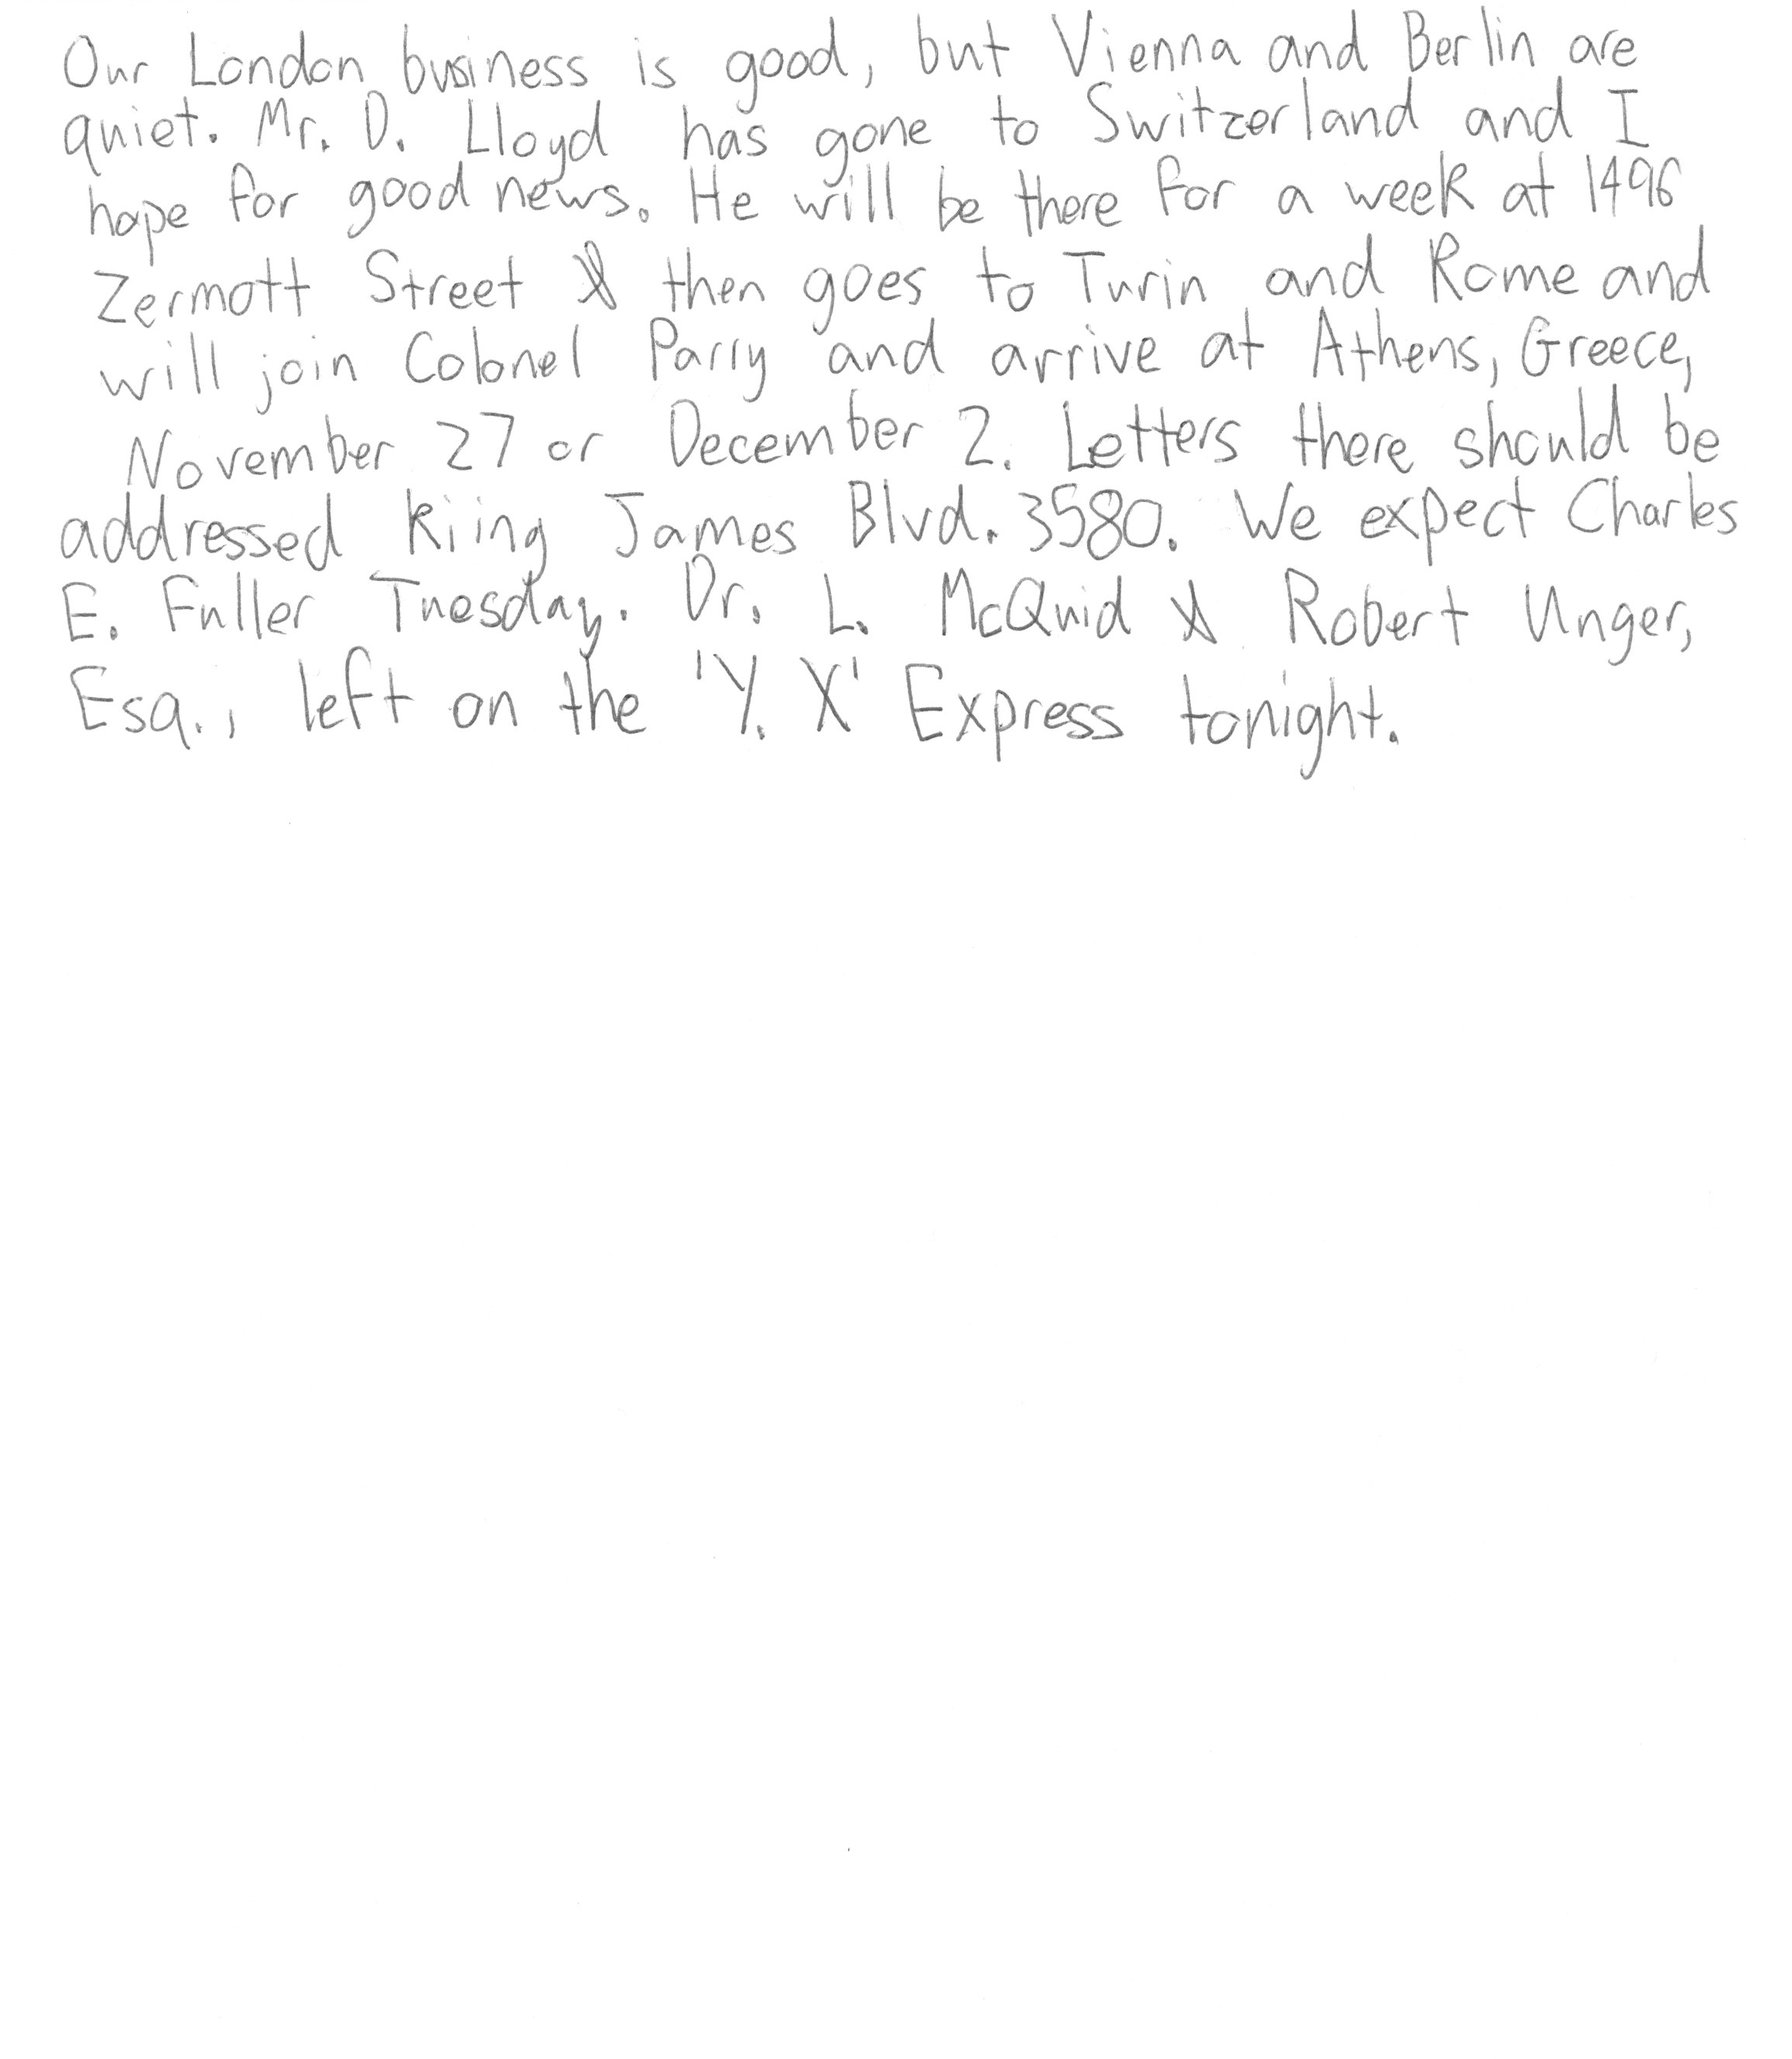 Our London business is good, but Vienna and Berlin are
quiet. Mr. D. Lloyd has gone to Switzerland and I
hope for good news. He will be there for a week at 1496
Zermott Street & then goes to Turin and Rome and
will join Colonel Parry and arrive at Athens, Greece,
November 27 or December 2. Letters there should be
addressed Kiing James Blvd. 3580. We expect Charles
E. Fuller Tuesday. Dr. L. McQuid & Robert Unger,
Esq., left on the 'Y. X' Express tonight.